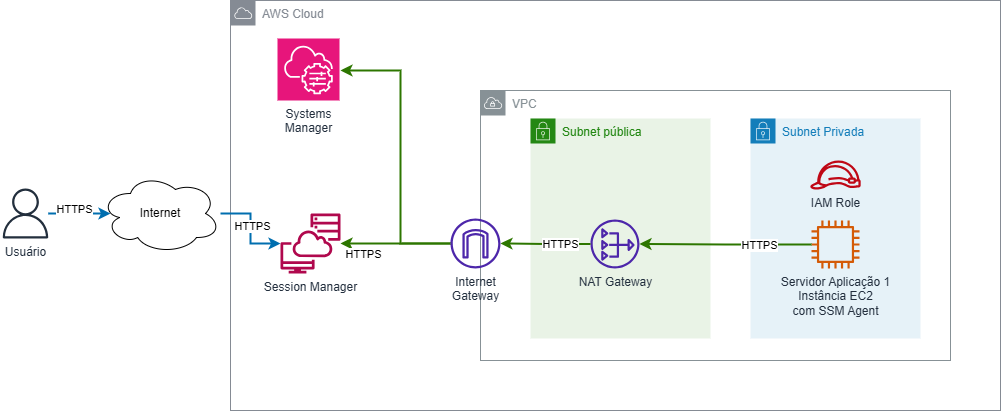 AWS Cloud
Systems
Manager
VPC
Subnet pública
Subnet Privada
IAM Role
HTTPS
Internet
Usuário
HTTPS
Session Manager
HTTPS
Internet
Gateway
HTTPS
NAT Gateway
HTTPS
Servidor Aplicação 1
Instância EC2
com SSM Agent